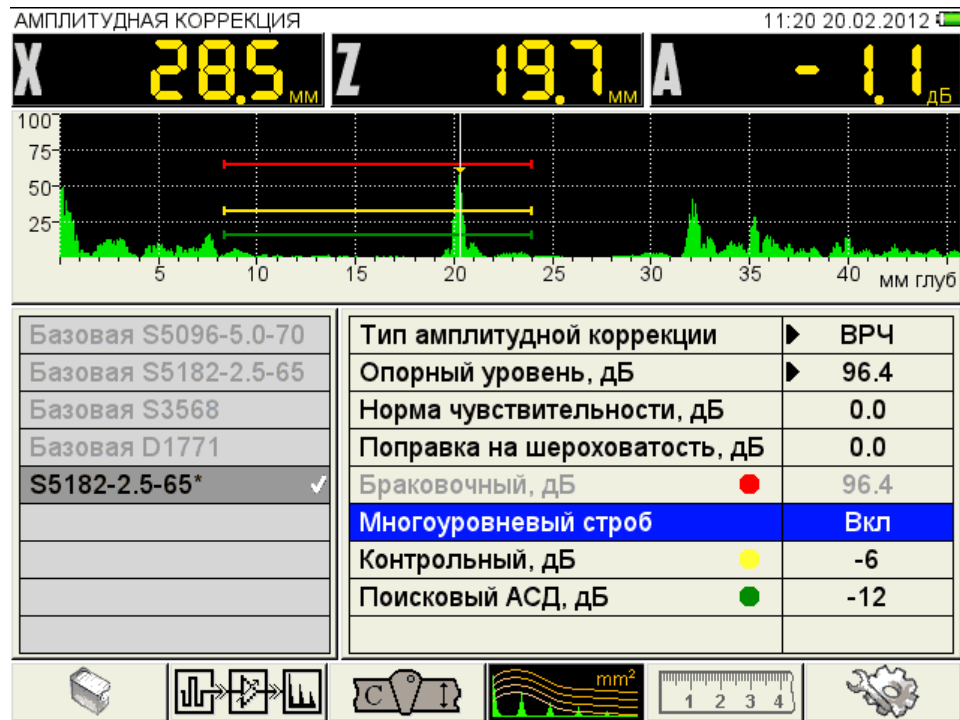 АМПЛИТУДНАЯ КОРРЕКЦИЯ 11:20 20.02.2012
X 28.5 мм Z 19.7 мм A - 1.1 дБ
100
75
50
25
5 10 15 20 25 30 35 40 мм глуб
Базовая S5096-5.0-70
Базовая S5182-2.5-65
Базовая S3568
Базовая D1771
S5182-2.5-65*
Тип амплитудной коррекции ВРЧ
Опорный уровень, дБ 96.4
Норма чувствительности, дБ 0.0
Поправка на шероховатость, дБ 0.0
Браковочный, дБ 96.4
Многоуровневый строб Вкл
Контрольный, дБ -6
Поисковый АСД, дБ -12
C mm² 1 2 3 4